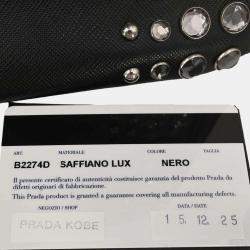 ART. MATERIALE COLORE TAGLIA
B2274D SAFFIANO LUX NERO
Il presente certificato di autenticità costituisce garanzia del prodotto Prada da
difetti originari di fabbricazione.
This Prada product is granted a guarantee covering all manufacturing defects.
NEGOZIO / SHOP DATA / DATE
PRADA KOBE 15 12 25